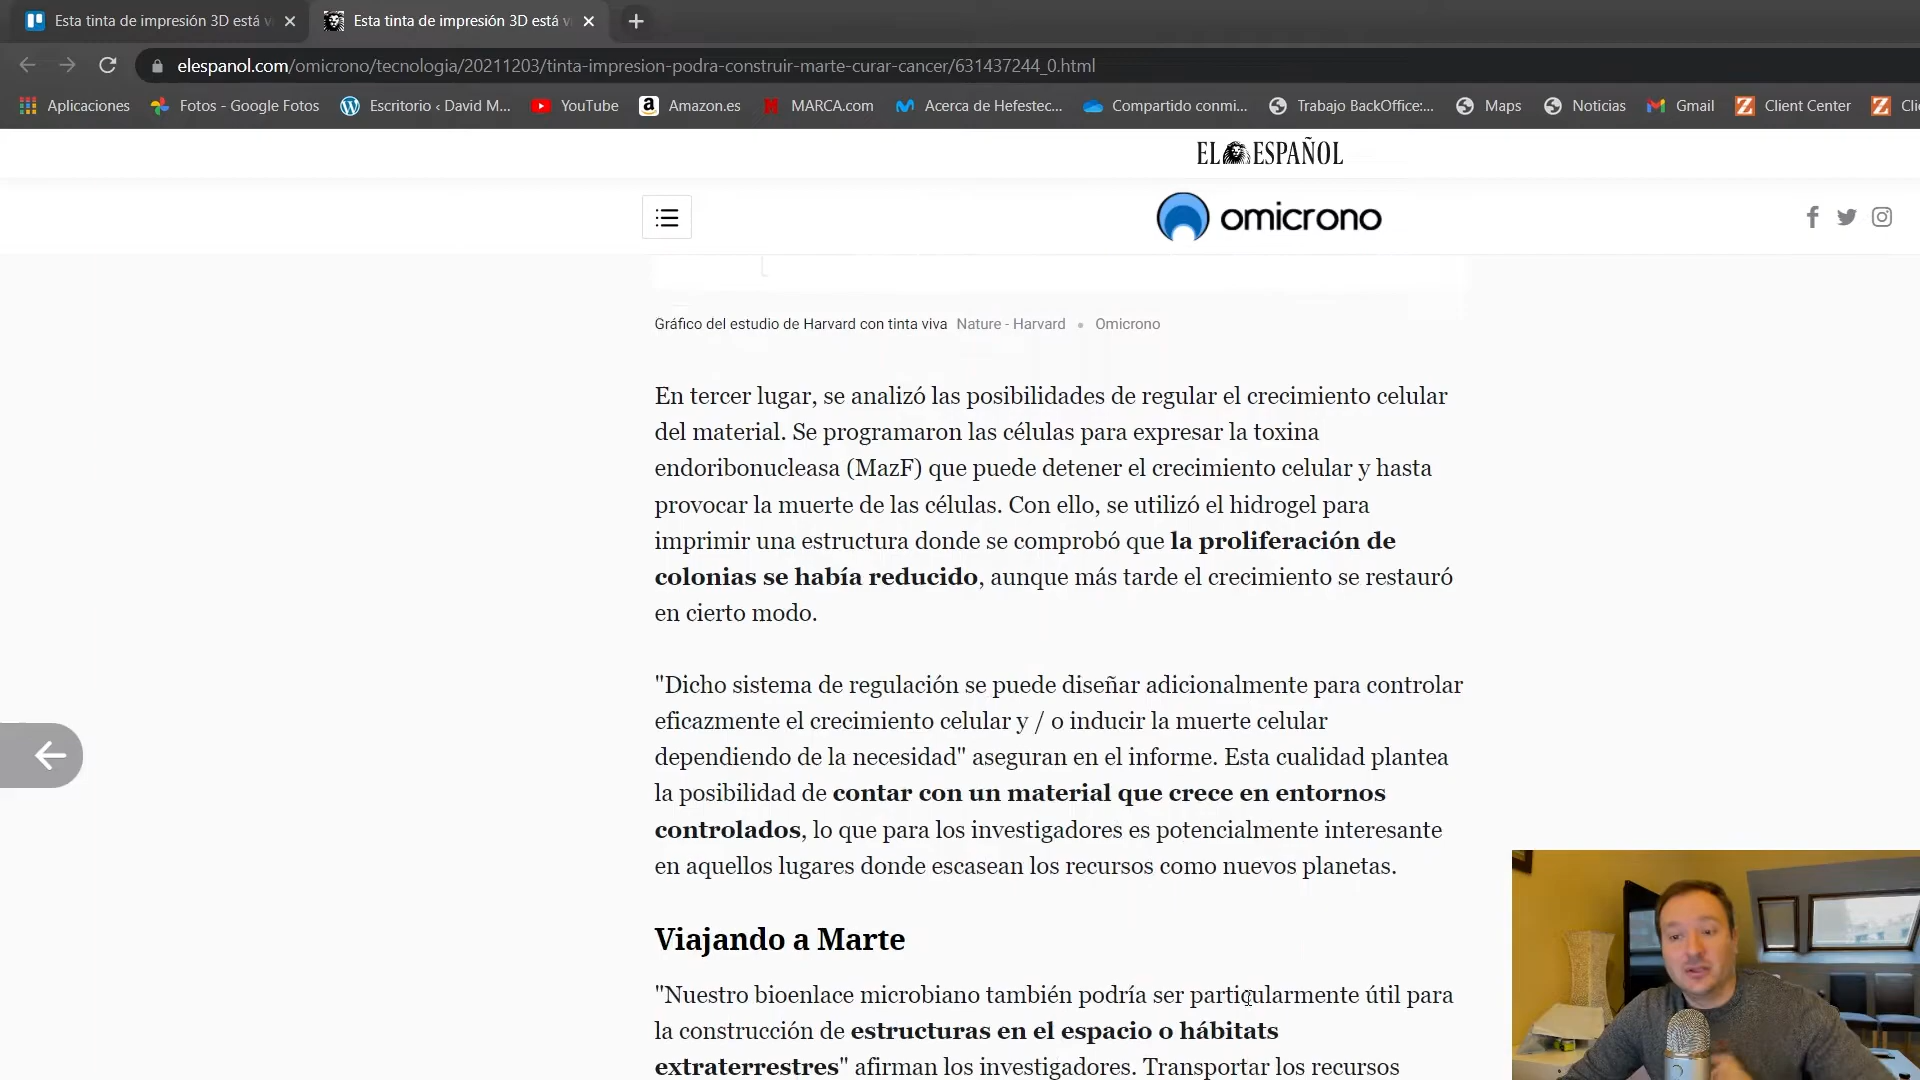 Esta tinta de impresión 3D está v
Esta tinta de impresión 3D está v
elespanol.com/omicrono/tecnologia/20211203/tinta-impresion-podra-construir-marte-curar-cancer/631437244_0.html
Aplicaciones Fotos - Google Fotos Escritorio ‹ David M... YouTube Amazon.es MARCA.com Acerca de Hefestec... Compartido conmi... Trabajo BackOffice:... Maps Noticias Gmail Client Center Cli
EL ESPAÑOL
omicrono
Gráfico del estudio de Harvard con tinta viva Nature - Harvard • Omicrono
En tercer lugar, se analizó las posibilidades de regular el crecimiento celular
del material. Se programaron las células para expresar la toxina
endoribonucleasa (MazF) que puede detener el crecimiento celular y hasta
provocar la muerte de las células. Con ello, se utilizó el hidrogel para
imprimir una estructura donde se comprobó que la proliferación de
colonias se había reducido, aunque más tarde el crecimiento se restauró
en cierto modo.
"Dicho sistema de regulación se puede diseñar adicionalmente para controlar
eficazmente el crecimiento celular y / o inducir la muerte celular
dependiendo de la necesidad" aseguran en el informe. Esta cualidad plantea
la posibilidad de contar con un material que crece en entornos
controlados, lo que para los investigadores es potencialmente interesante
en aquellos lugares donde escasean los recursos como nuevos planetas.
Viajando a Marte
"Nuestro bioenlace microbiano también podría ser particularmente útil para
la construcción de estructuras en el espacio o hábitats
extraterrestres" afirman los investigadores. Transportar los recursos